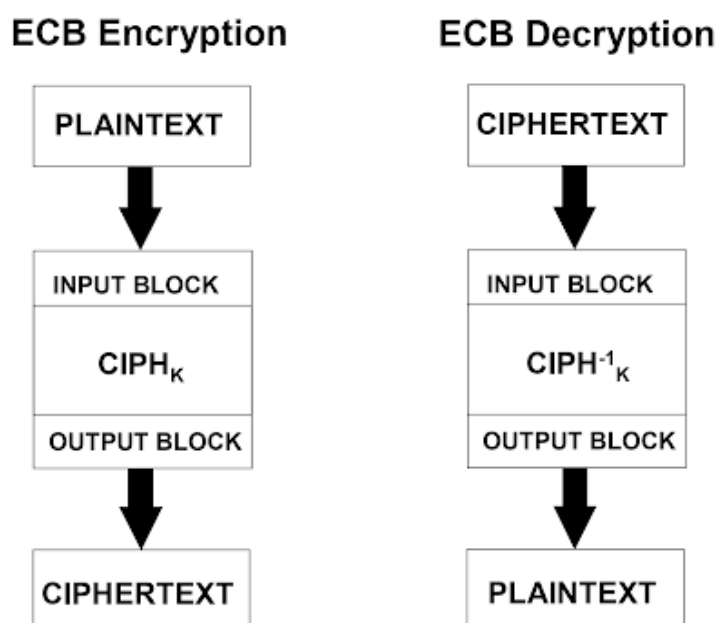 ECB Encryption
PLAINTEXT
INPUT BLOCK
CIPHK
OUTPUT BLOCK
CIPHERTEXT
ECB Decryption
CIPHERTEXT
INPUT BLOCK
CIPH-1K
OUTPUT BLOCK
PLAINTEXT